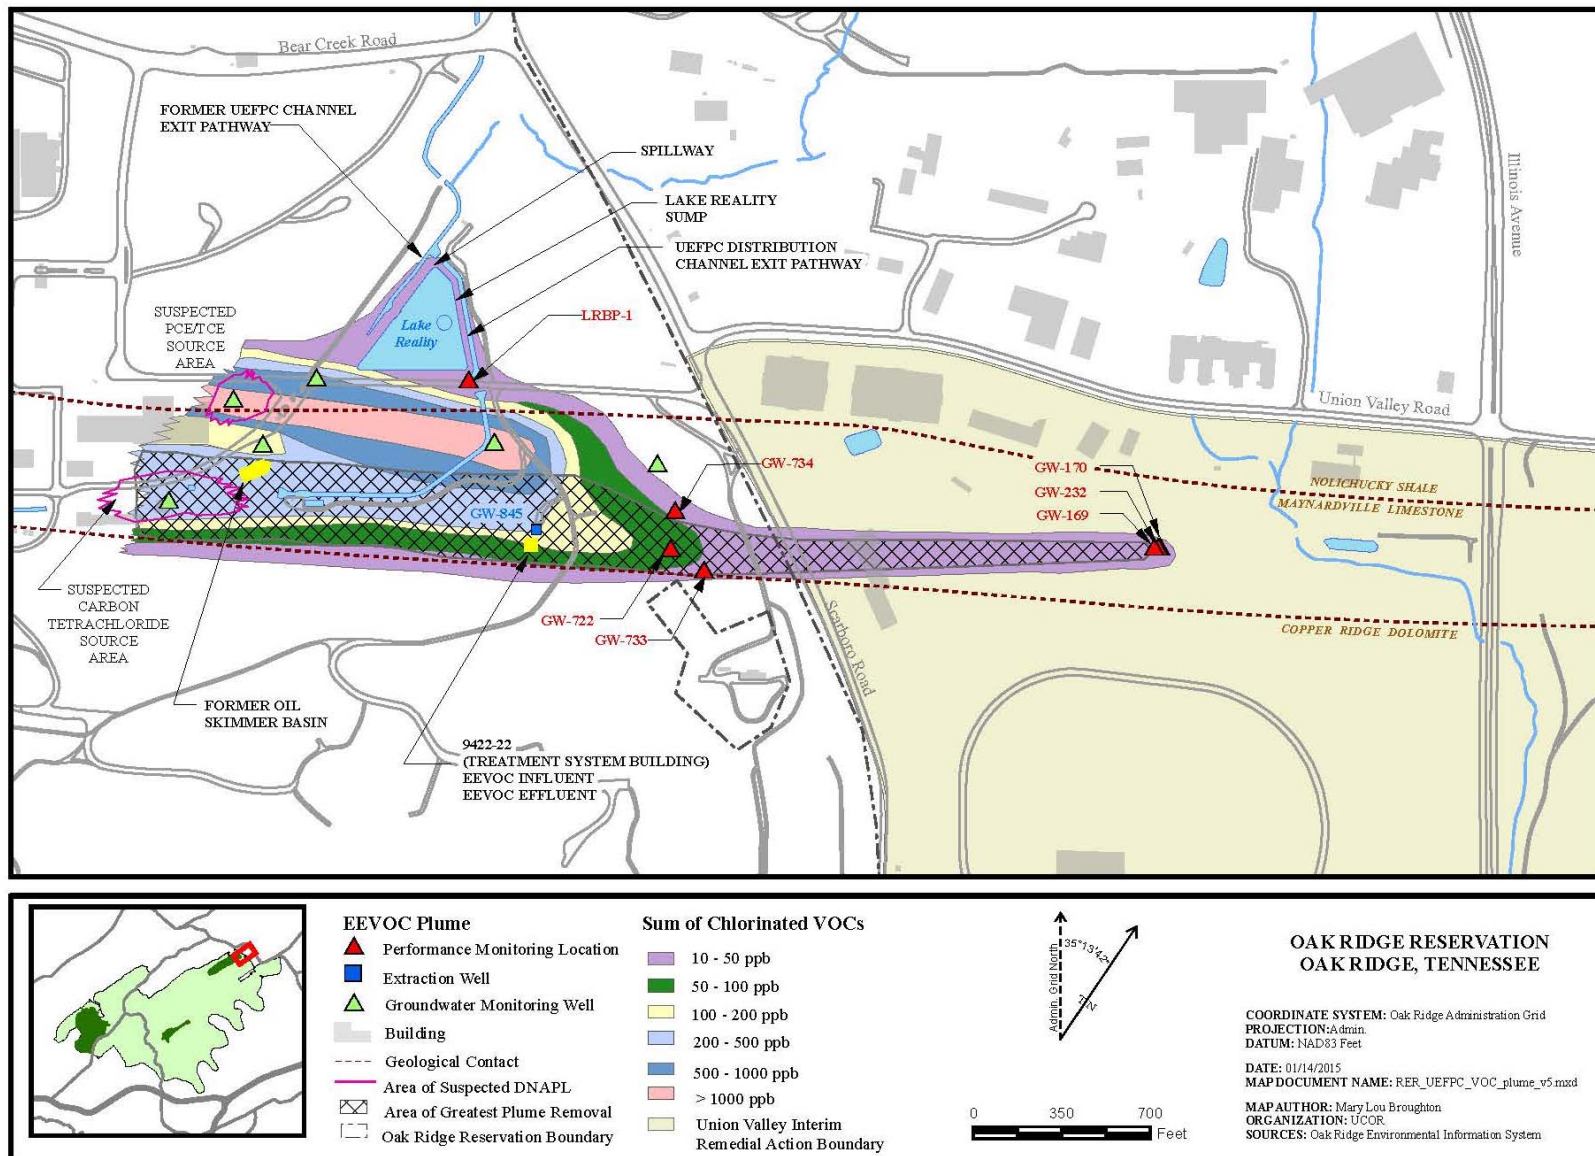 Bear Creek Road
FORMER UEFPC CHANNEL
EXIT PATHWAY
SPILLWAY
LAKE REALITY
SUMP
UEFPC DISTRIBUTION
CHANNEL EXIT PATHWAY
Illinois Avenue
SUSPECTED
PCE/TCE
SOURCE
AREA
Lake
Reality
LRBP-1
Union Valley Road
GW-734
GW-170
GW-232
GW-169
NOLICHUCKY SHALE
MAYNARDVILLE LIMESTONE
GW-845
SUSPECTED
CARBON
TETRACHLORIDE
SOURCE
AREA
GW-722
GW-733
Scarboro Road
COPPER RIDGE DOLOMITE
FORMER OIL
SKIMMER BASIN
9422-22
(TREATMENT SYSTEM BUILDING)
EEVOC INFLUENT
EEVOC EFFLUENT
EEVOC Plume
Performance Monitoring Location
Extraction Well
Groundwater Monitoring Well
Building
Geological Contact
Area of Suspected DNAPL
Area of Greatest Plume Removal
Oak Ridge Reservation Boundary
Sum of Chlorinated VOCs
10 - 50 ppb
50 - 100 ppb
100 - 200 ppb
200 - 500 ppb
500 - 1000 ppb
> 1000 ppb
Union Valley Interim
Remedial Action Boundary
Admin. Grid North
35°13'42"
TN
0 350 700
Feet
OAK RIDGE RESERVATION
OAK RIDGE, TENNESSEE
COORDINATE SYSTEM: Oak Ridge Administration Grid
PROJECTION:Admin.
DATUM: NAD83 Feet
DATE: 01/14/2015
MAP DOCUMENT NAME: RER_UEFPC_VOC_plume_v5.mxd
MAP AUTHOR: Mary Lou Broughton
ORGANIZATION: UCOR
SOURCES: Oak Ridge Environmental Information System